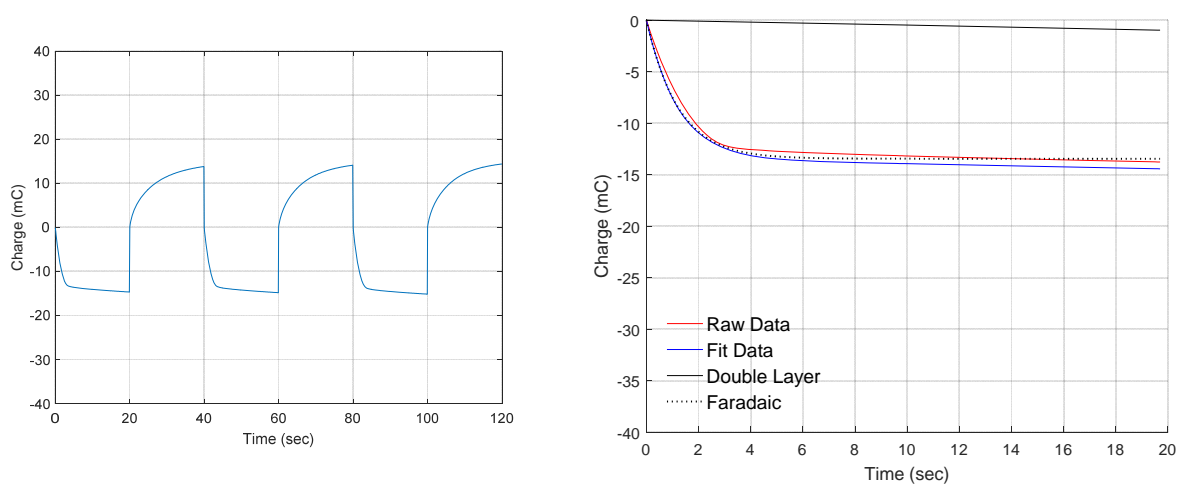 40
30
20
10
0
-10
-20
-30
-40
Charge (mC)
0 20 40 60 80 100 120
Time (sec)
0
-5
-10
-15
-20
-25
-30
-35
-40
Charge (mC)
Raw Data
Fit Data
Double Layer
Faradaic
0 2 4 6 8 10 12 14 16 18 20
Time (sec)